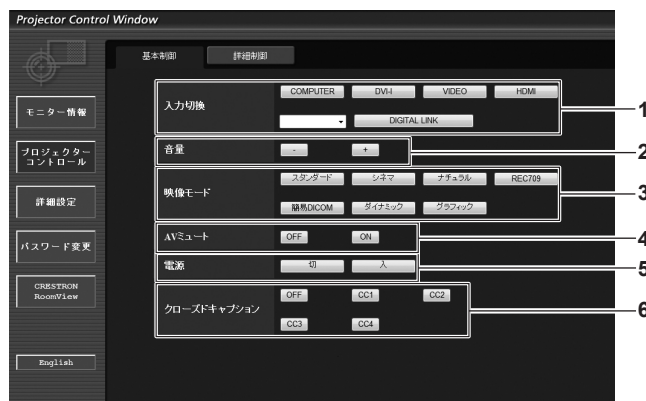 Projector Control Window
基本制御 詳細制御
モニター情報
プロジェクター
コントロール
詳細設定
パスワード変更
CRESTRON
RoomView
English
入力切換 COMPUTER DVI-I VIDEO HDMI 1
DIGITAL LINK
音量 - + 2
映像モード スタンダード シネマ ナチュラル REC709 3
簡易DICOM ダイナミック グラフィック
AVミュート OFF ON 4
電源 切 入 5
クローズドキャプション OFF CC1 CC2 6
CC3 CC4